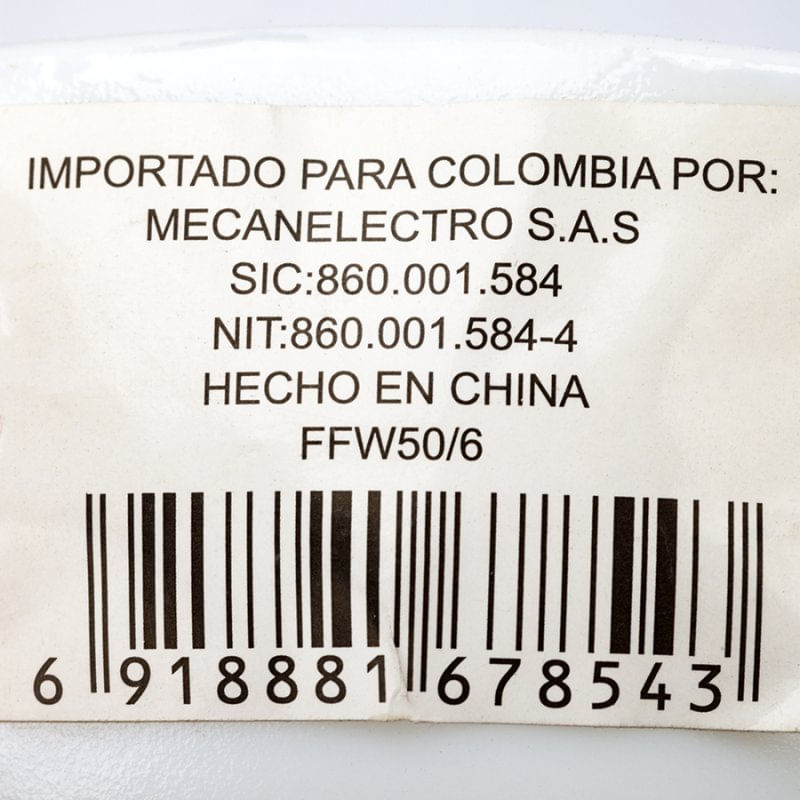 IMPORTADO PARA COLOMBIA POR:
MECANELECTRO S.A.S
SIC:860.001.584
NIT:860.001.584-4
HECHO EN CHINA
FFW50/6
6 918881 678543